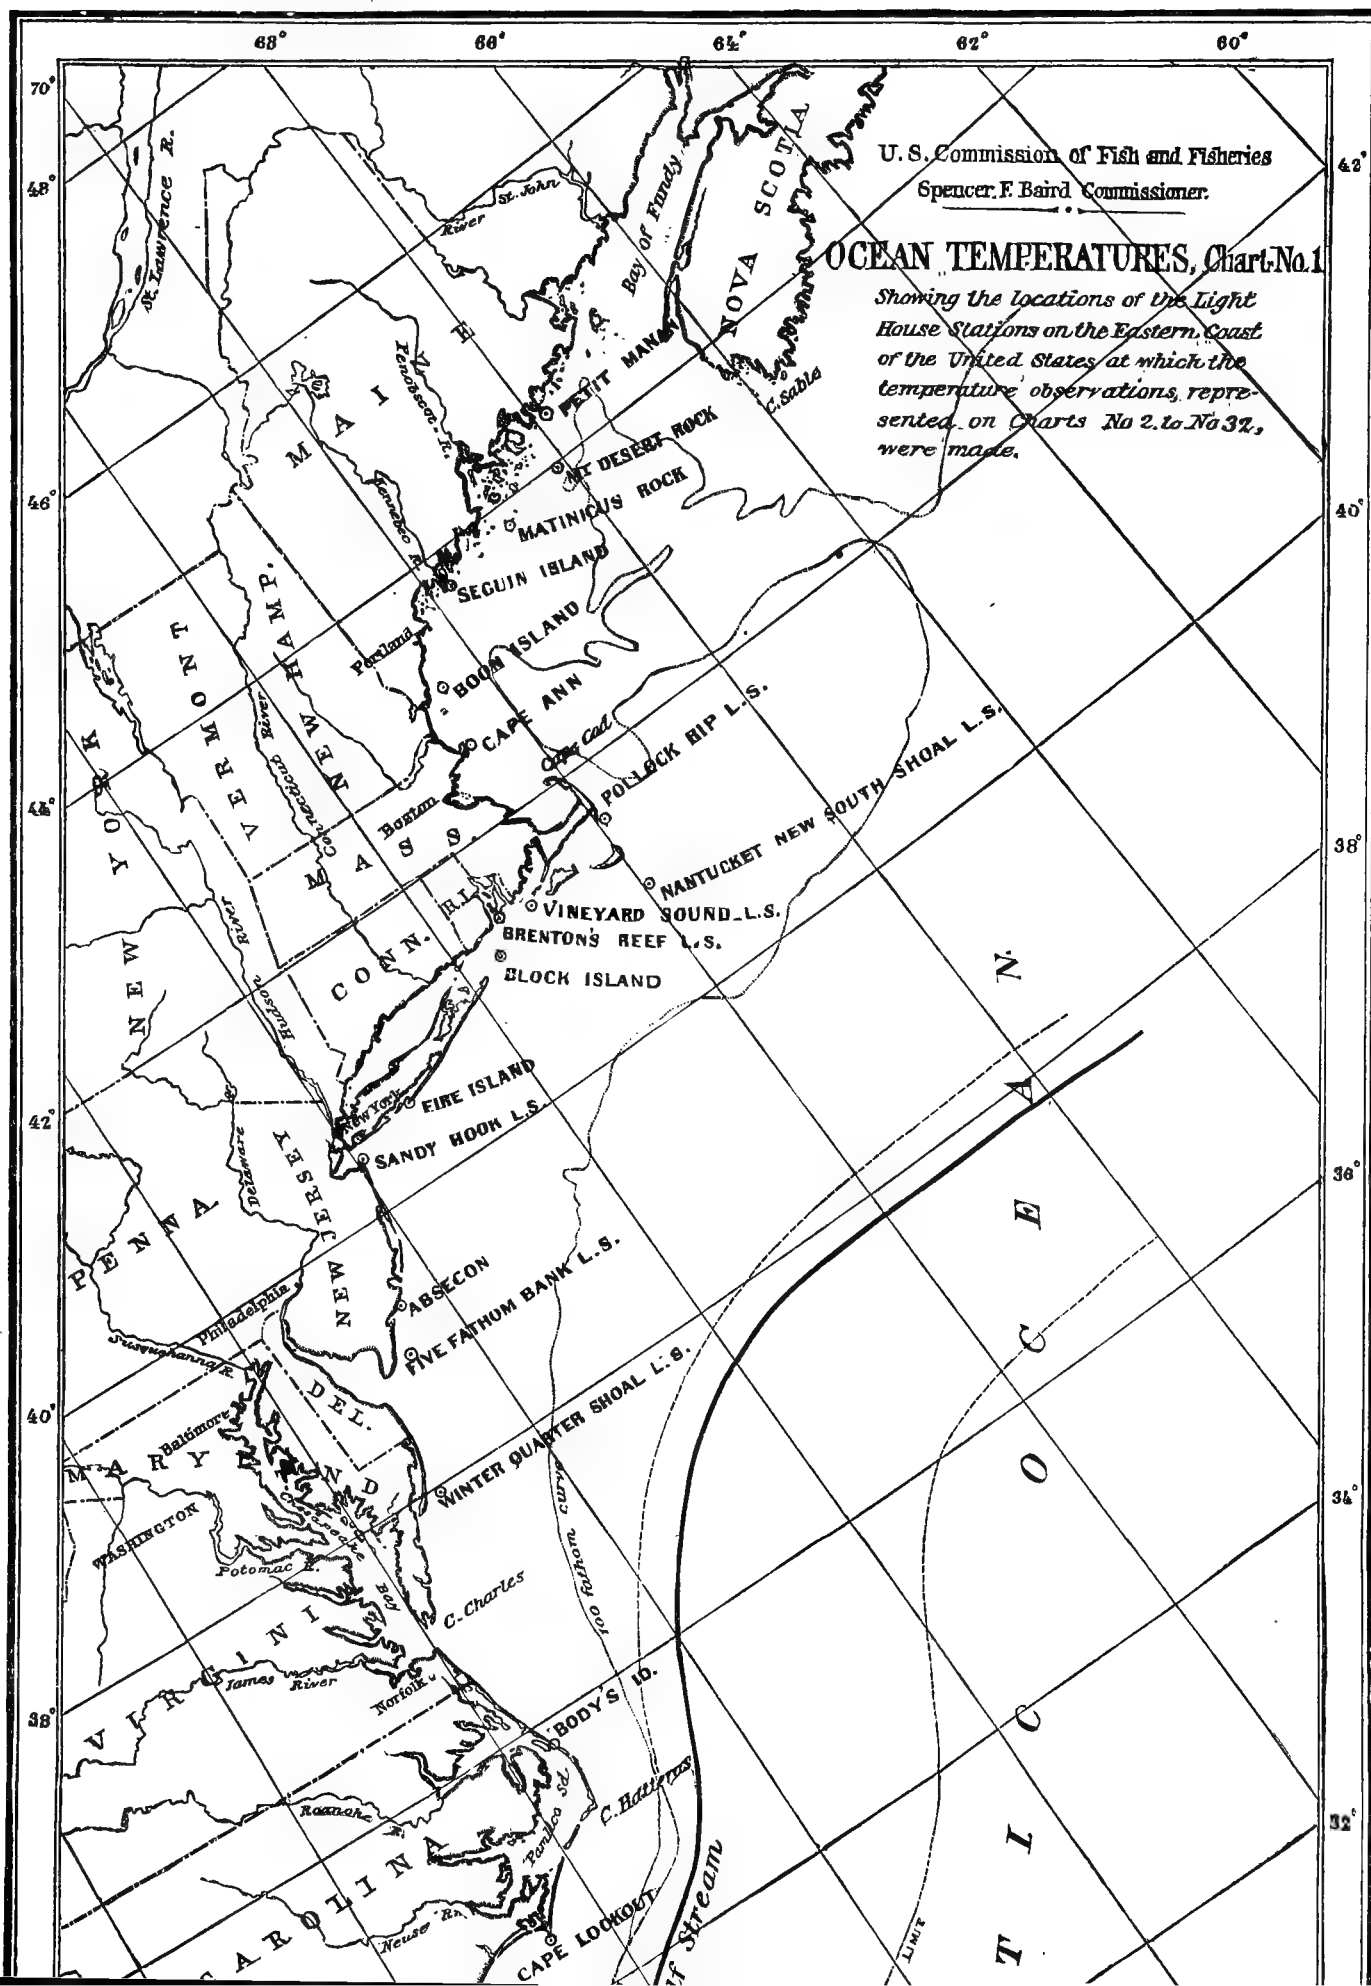 68° 66° 64° 62° 60°
70°
48°
46°
44°
42°
40°
38°
42°
40°
38°
36°
34°
32°
U. S. Commission of Fish and Fisheries
Spencer. F. Baird Commissioner.
OCEAN TEMPERATURES, Chart No. 1
Showing the locations of the Light
House Stations on the Eastern Coast
of the United States at which the
temperature observations, repre-
sented on Charts No 2. to No 32,
were made.
St. Lawrence R.
River St. John
Bay of Fundy
NOVA SCOTIA
C. Sable
MAINE
Penobscot R.
Kennebec R.
PETIT MANAN
MT DESERT ROCK
MATINICUS ROCK
SEGUIN ISLAND
Portland
BOON ISLAND
CAPE ANN
Cape Cod
POLLOCK RIP L.S.
NANTUCKET NEW SOUTH SHOAL L.S.
VERMONT
NEW HAMP.
Connecticut River
Boston
MASS.
R.I.
CONN.
NEW YORK
Hudson River
VINEYARD SOUND L.S.
BRENTON'S REEF L.S.
BLOCK ISLAND
New York
FIRE ISLAND
SANDY HOOK L.S.
Delaware
NEW JERSEY
PENNA
Philadelphia
Susquehanna R.
ABSECON
FIVE FATHOM BANK L.S.
DEL.
Baltimore
MARYLAND
WASHINGTON
Chesapeake Bay
Potomac R.
WINTER QUARTER SHOAL L.S.
100 fathom curve
C. Charles
VIRGINI
James River
Norfolk
BODY'S ID.
Roanoke
Pamlico Sd
C. Hatteras
CAROLINA
Neuse R.
CAPE LOOKOUT
lf Stream
LIMIT
TIC OCEAN